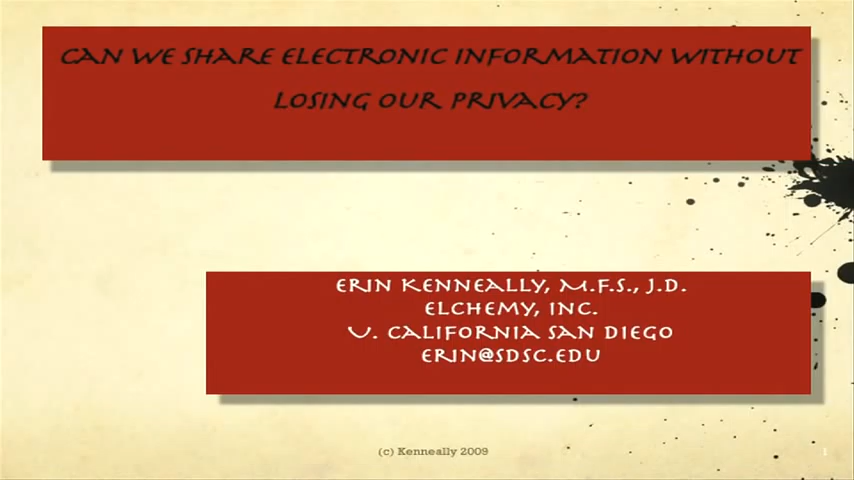 CAN WE SHARE ELECTRONIC INFORMATION WITHOUT
LOSING OUR PRIVACY?
ERIN KENNEALLY, M.F.S., J.D.
ELCHEMY, INC.
U. CALIFORNIA SAN DIEGO
ERIN@SDSC.EDU
(c) Kenneally 2009
1